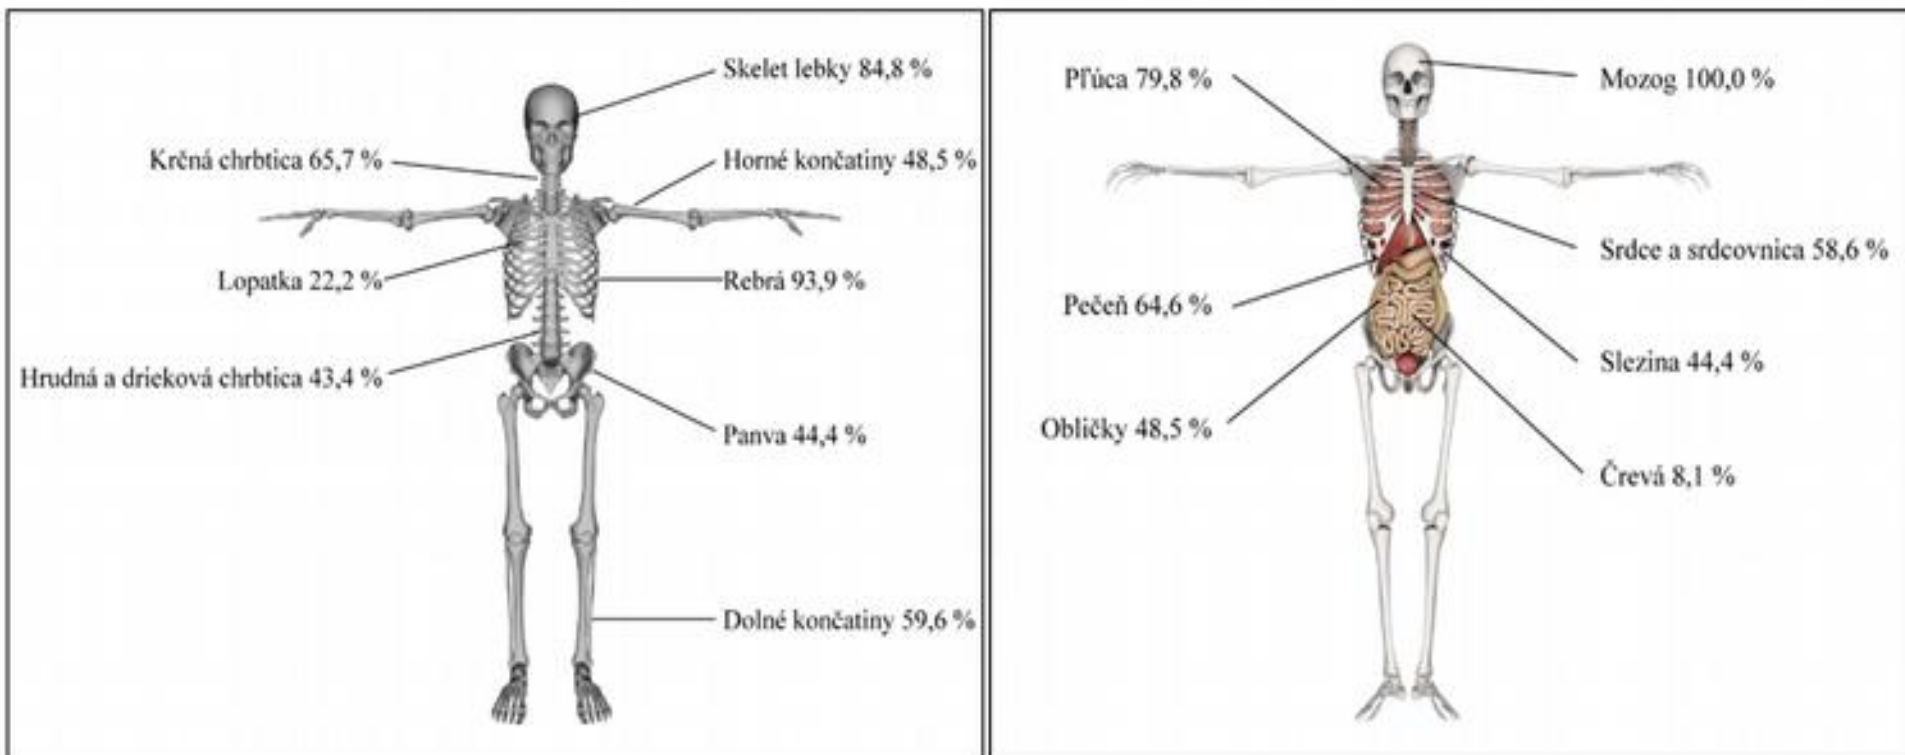 Skelet lebky 84,8 %
Krčná chrbtica 65,7 %
Horné končatiny 48,5 %
Lopatka 22,2 %
Rebrá 93,9 %
Hrudná a drieková chrbtica 43,4 %
Panva 44,4 %
Dolné končatiny 59,6 %
Pľúca 79,8 %
Mozog 100,0 %
Srdce a srdcovnica 58,6 %
Pečeň 64,6 %
Slezina 44,4 %
Obličky 48,5 %
Črevá 8,1 %